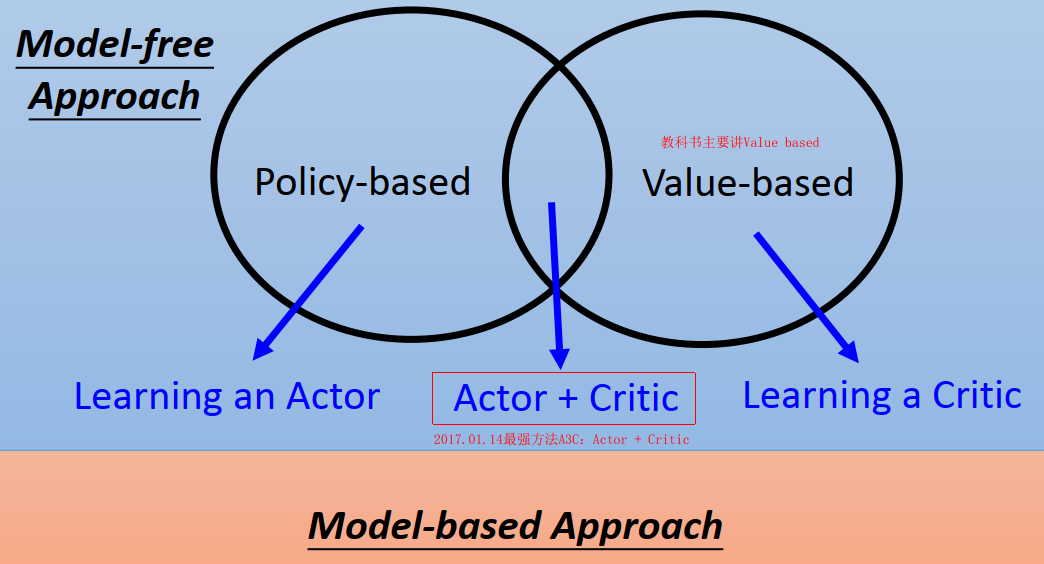 Model-free
Approach
教科书主要讲Value based
Policy-based
Value-based
Learning an Actor
Actor + Critic
Learning a Critic
2017.01.14最强方法A3C: Actor + Critic
Model-based Approach